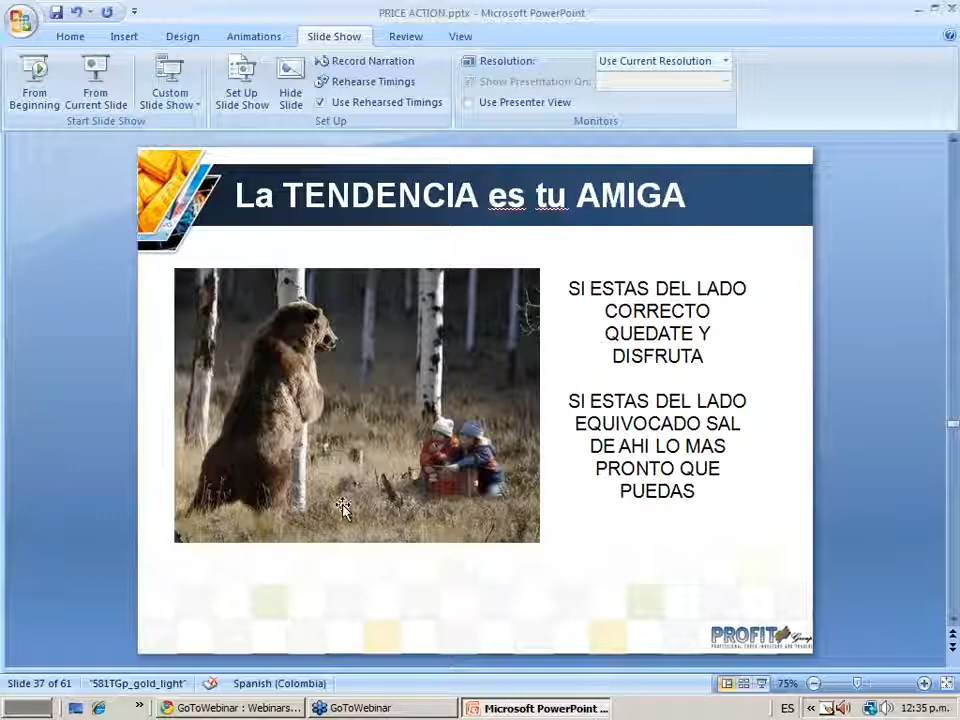 PRICE ACTION.pptx - Microsoft PowerPoint
Home Insert Design Animations Slide Show Review View
From Beginning
From Current Slide
Custom Slide Show
Set Up Slide Show
Hide Slide
Record Narration
Rehearse Timings
Use Rehearsed Timings
Resolution: Use Current Resolution
Show Presentation On:
Use Presenter View
Start Slide Show
Set Up
Monitors
La TENDENCIA es tu AMIGA
SI ESTAS DEL LADO
CORRECTO
QUEDATE Y
DISFRUTA
SI ESTAS DEL LADO
EQUIVOCADO SAL
DE AHI LO MAS
PRONTO QUE
PUEDAS
PROFIT Group
Slide 37 of 61 "581TGp_gold_light" Spanish (Colombia) 75%
GoToWebinar : Webinars... GoToWebinar Microsoft PowerPoint ... ES 12:35 p.m.